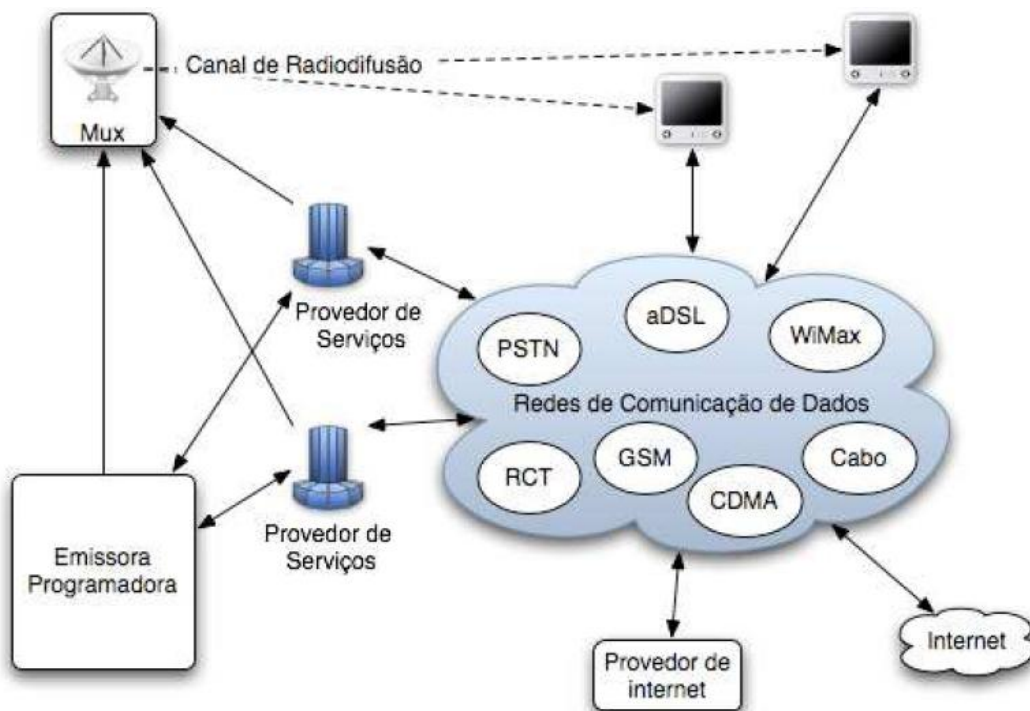 Canal de Radiodifusão
Mux
Provedor de
Serviços
aDSL
WiMax
PSTN
Redes de Comunicação de Dados
RCT
GSM
CDMA
Cabo
Provedor de
Serviços
Emissora
Programadora
Provedor de
internet
Internet